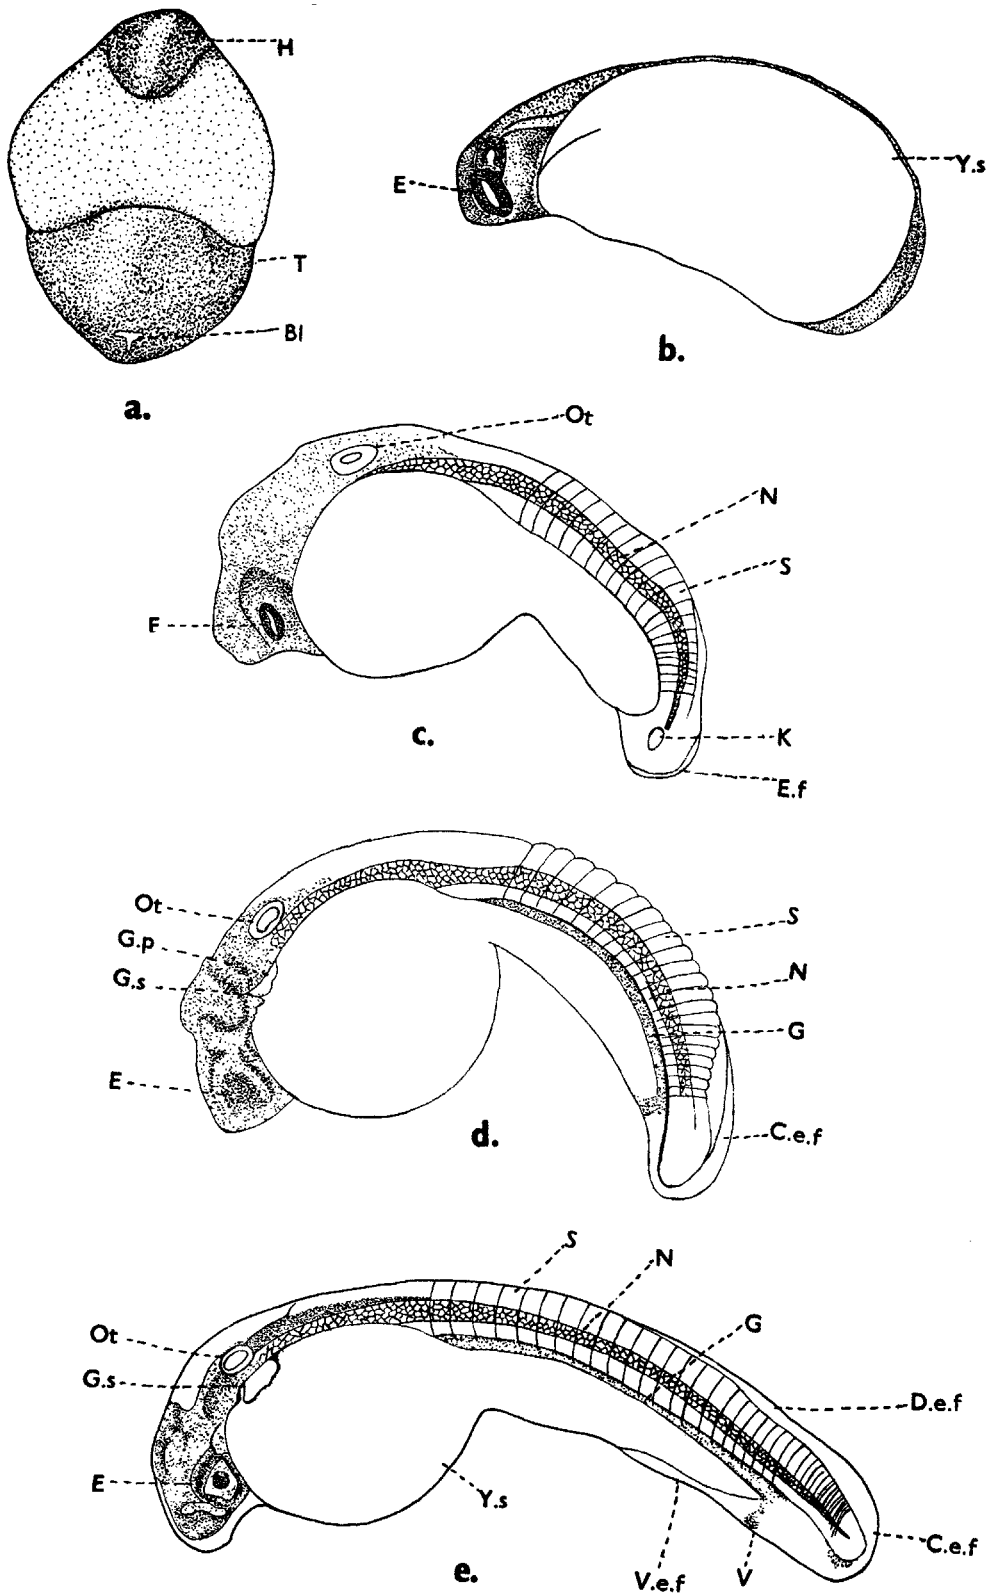 H
T
Bl
a.
E
Y.s
b.
Ot
N
S
F
K
E.f
c.
Ot
G.p
G.s
E
S
N
G
C.e.f
d.
S
N
G
Ot
G.s
D.e.f
E
Y.s
C.e.f
V.e.f
V
e.